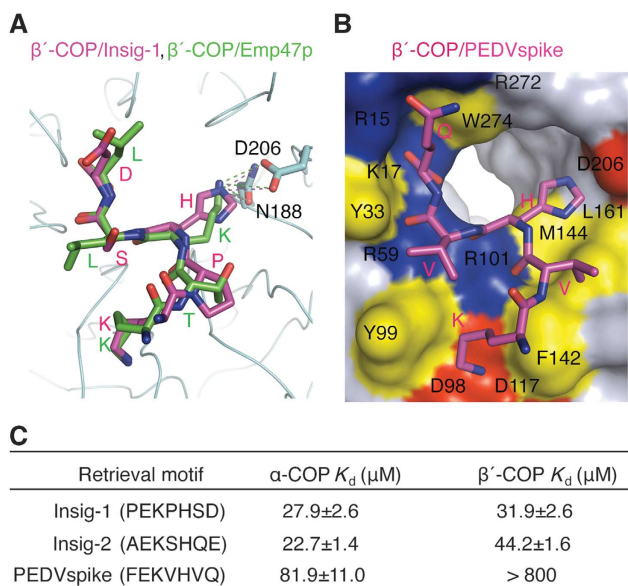 A
β´-COP/Insig-1, β´-COP/Emp47p
L
D
D206
H
N188
K
L
S
P
K
K
T
B
β´-COP/PEDVspike
R272
R15
Q
W274
D206
K17
H
L161
Y33
M144
R59
R101
V
V
K
Y99
F142
D98
D117
C
Retrieval motif α-COP Kd (μM) β´-COP Kd (μM)
Insig-1 (PEKPHSD) 27.9±2.6 31.9±2.6
Insig-2 (AEKSHQE) 22.7±1.4 44.2±1.6
PEDVspike (FEKVHVQ) 81.9±11.0 > 800